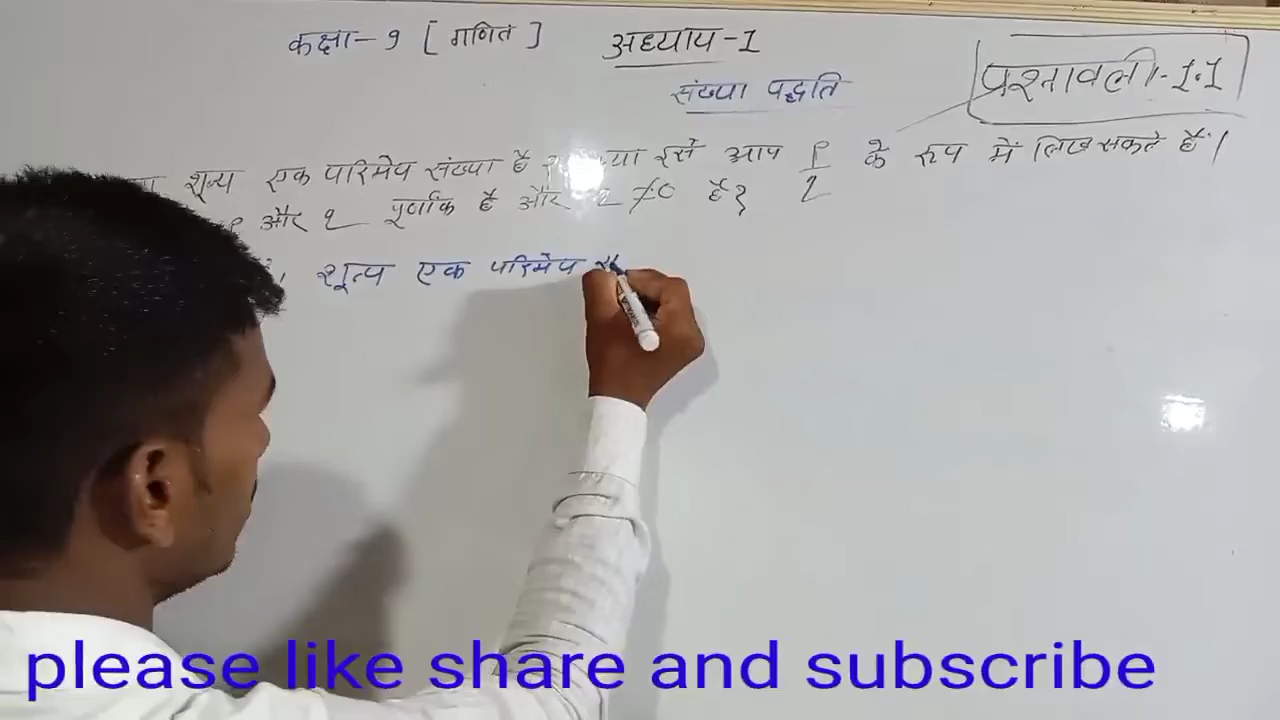 कक्षा-9 [ गणित ] अध्याय-1
संख्या पद्धति
प्रश्नावली-1.1
शून्य एक परिमेय संख्या है ? क्या इसे आप p/q के रूप में लिख सकते हैं।
p और q पूर्णांक है और q ≠0 है?
शून्य एक परिमेय
please like share and subscribe